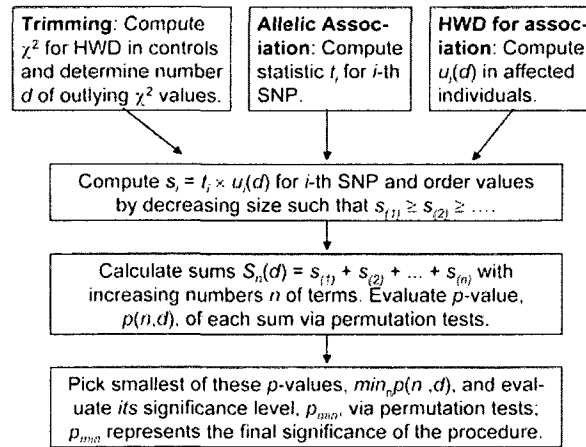 Trimming: Compute
χ² for HWD in controls
and determine number
d of outlying χ² values.
Allelic Assoc-
iation: Compute
statistic tᵢ for i-th
SNP.
HWD for assoc-
iation: Compute
uᵢ(d) in affected
individuals.
Compute sᵢ = tᵢ × uᵢ(d) for i-th SNP and order values
by decreasing size such that s₍₁₎ ≥ s₍₂₎ ≥ ....
Calculate sums Sₙ(d) = s₍₁₎ + s₍₂₎ + ... + s₍ₙ₎ with
increasing numbers n of terms. Evaluate p-value,
p(n,d), of each sum via permutation tests.
Pick smallest of these p-values, minₙp(n ,d), and eval-
uate its significance level, pₘᵢₙ, via permutation tests;
pₘᵢₙ represents the final significance of the procedure.